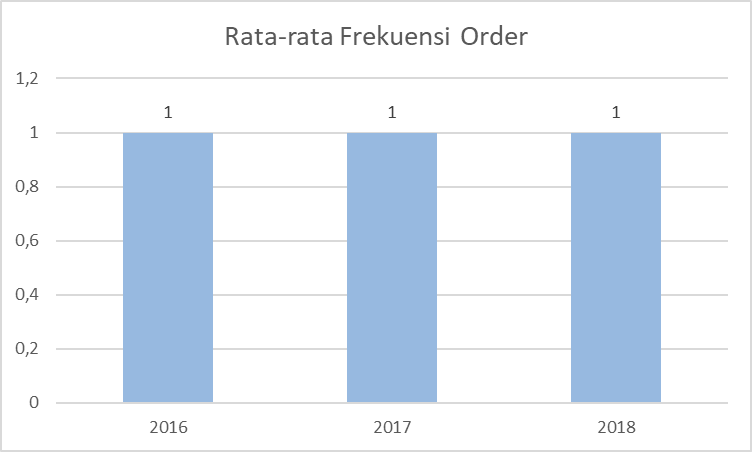 Rata-rata Frekuensi Order
1,2
1
0,8
0,6
0,4
0,2
0
1 1 1
2016 2017 2018